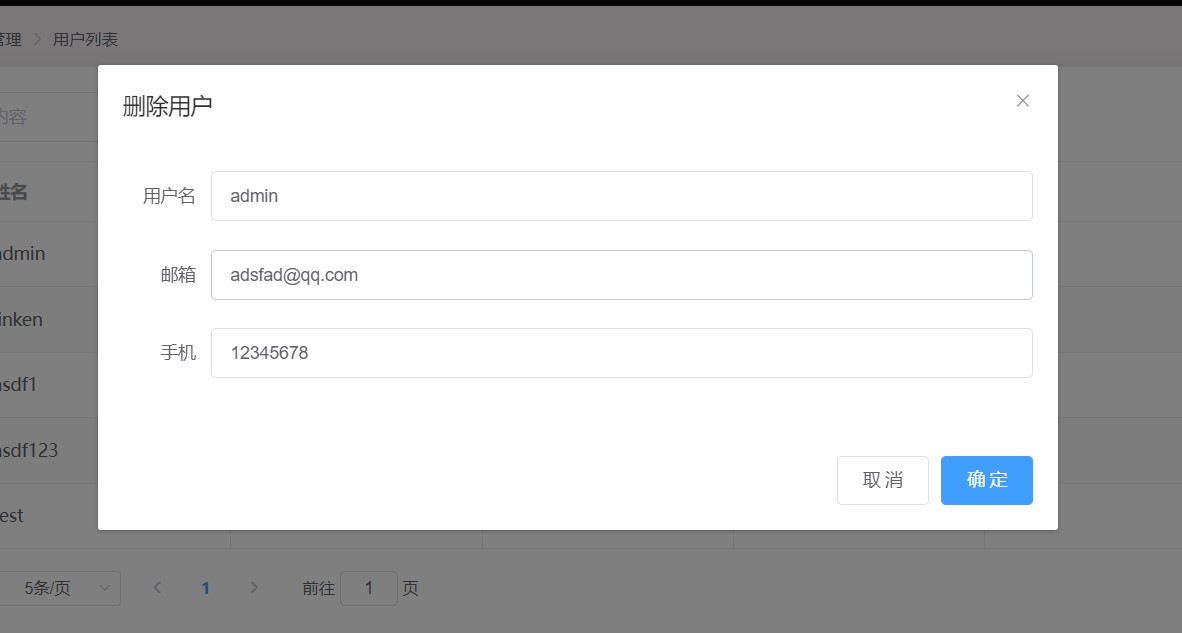 管理 > 用户列表
内容
姓名
admin
inken
asdf1
asdf123
est
删除用户
用户名 admin
邮箱 adsfad@qq.com
手机 12345678
取消 确定
5条/页 1 前往 1 页